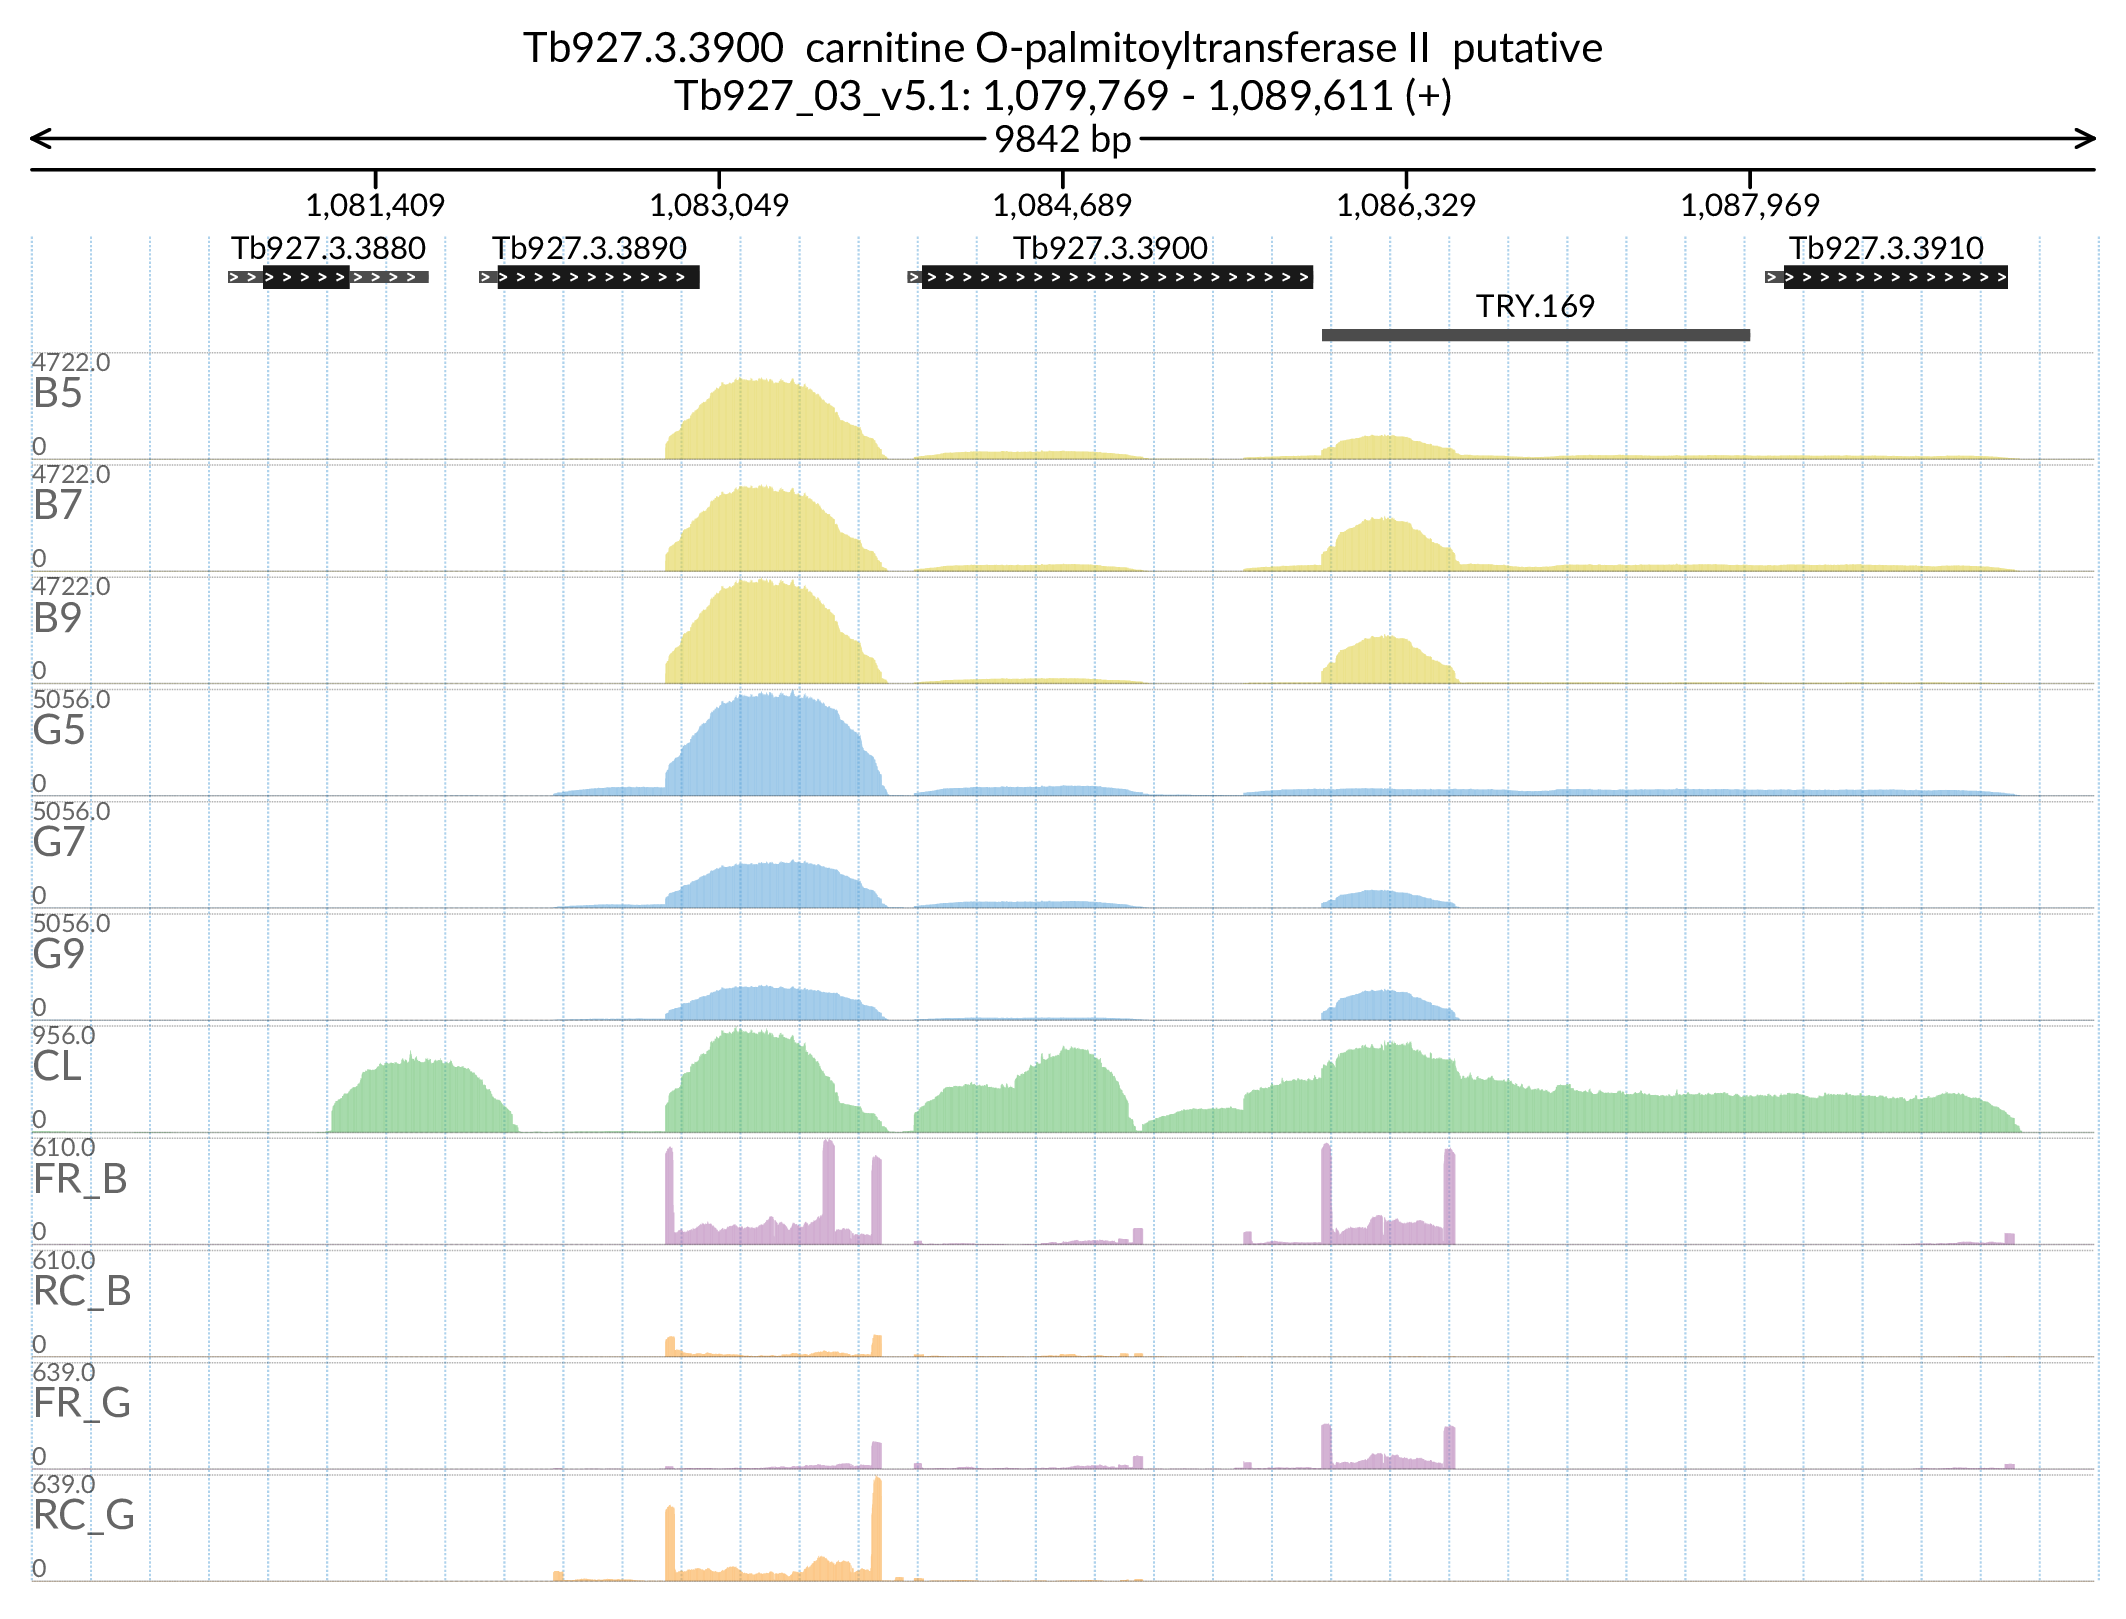 Tb927.3.3900  carnitine O-palmitoyltransferase II  putative
Tb927_03_v5.1: 1,079,769 - 1,089,611 (+)
9842 bp
1,081,409 1,083,049 1,084,689 1,086,329 1,087,969
Tb927.3.3880 Tb927.3.3890 Tb927.3.3900 Tb927.3.3910
TRY.169
4722.0
B5
0
4722.0
B7
0
4722.0
B9
0
5056.0
G5
0
5056.0
G7
0
5056.0
G9
0
956.0
CL
0
610.0
FR_B
0
610.0
RC_B
0
639.0
FR_G
0
639.0
RC_G
0